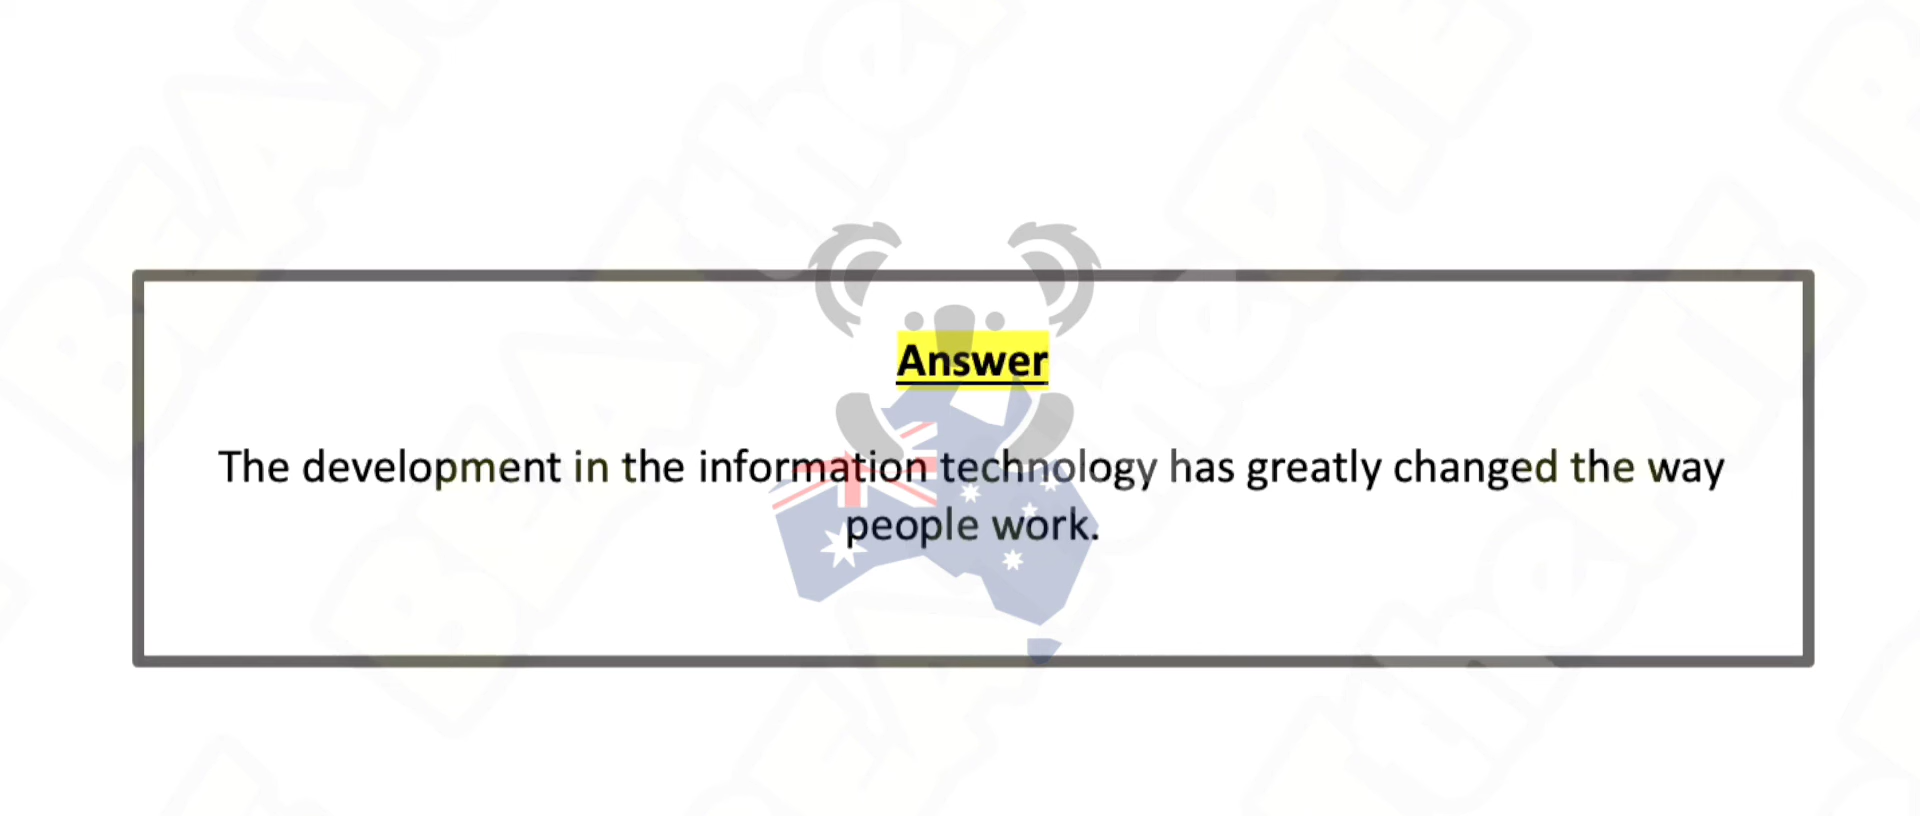 Answer
The development in the information technology has greatly changed the way
people work.